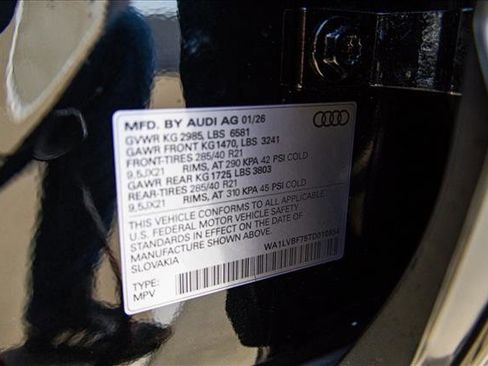 MFD. BY AUDI AG 01/26
GVWR KG 2985, LBS 6581
GAWR FRONT KG 1470, LBS 3241
FRONT-TIRES 285/40 R21
9,5JX21 RIMS, AT 290 KPA 42 PSI COLD
GAWR REAR KG 1725, LBS 3803
REAR-TIRES 285/40 R21
9,5JX21 RIMS, AT 310 KPA 45 PSI COLD
THIS VEHICLE CONFORMS TO ALL APPLICABLE
U.S. FEDERAL MOTOR VEHICLE SAFETY
STANDARDS IN EFFECT ON THE DATE OF
MANUFACTURE SHOWN ABOVE.
SLOVAKIA
TYPE:
MPV